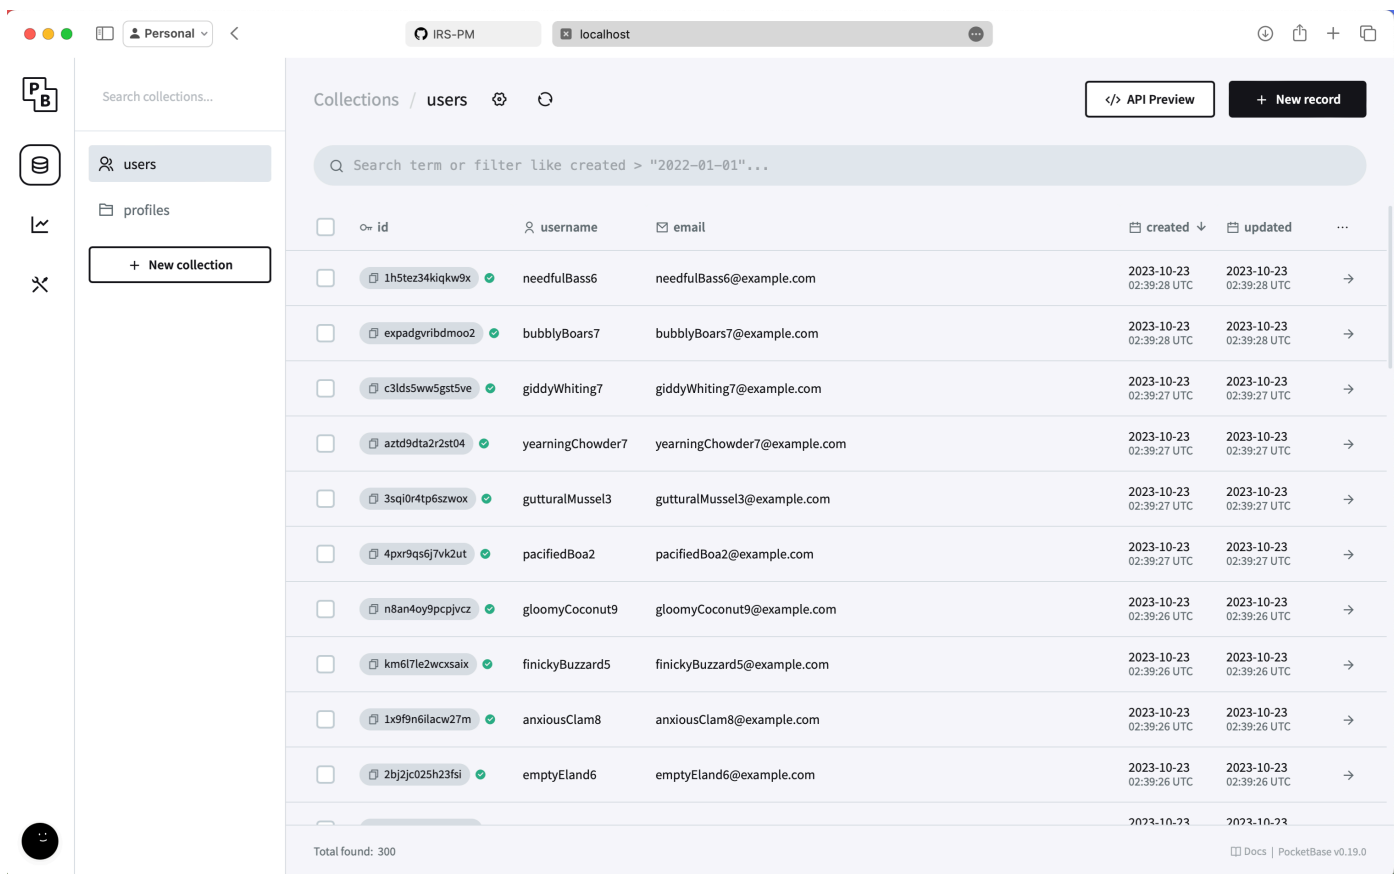 Personal
IRS-PM
localhost
P
B
Search collections...
users
profiles
+ New collection
Collections / users
</> API Preview
+ New record
Search term or filter like created > "2022-01-01"...
id username email created updated
1h5tez34kiqkw9x needfulBass6 needfulBass6@example.com 2023-10-23 2023-10-23
02:39:28 UTC 02:39:28 UTC
expadgvribdmoo2 bubblyBoars7 bubblyBoars7@example.com 2023-10-23 2023-10-23
02:39:28 UTC 02:39:28 UTC
c3lds5ww5gst5ve giddyWhiting7 giddyWhiting7@example.com 2023-10-23 2023-10-23
02:39:27 UTC 02:39:27 UTC
aztd9dta2r2st04 yearningChowder7 yearningChowder7@example.com 2023-10-23 2023-10-23
02:39:27 UTC 02:39:27 UTC
3sqi0r4tp6szwox gutturalMussel3 gutturalMussel3@example.com 2023-10-23 2023-10-23
02:39:27 UTC 02:39:27 UTC
4pxr9qs6j7vk2ut pacifiedBoa2 pacifiedBoa2@example.com 2023-10-23 2023-10-23
02:39:27 UTC 02:39:27 UTC
n8an4oy9pcpjvcz gloomyCoconut9 gloomyCoconut9@example.com 2023-10-23 2023-10-23
02:39:26 UTC 02:39:26 UTC
km6l7le2wcxsaix finickyBuzzard5 finickyBuzzard5@example.com 2023-10-23 2023-10-23
02:39:26 UTC 02:39:26 UTC
1x9f9n6ilacw27m anxiousClam8 anxiousClam8@example.com 2023-10-23 2023-10-23
02:39:26 UTC 02:39:26 UTC
2bj2jc025h23fsi emptyEland6 emptyEland6@example.com 2023-10-23 2023-10-23
02:39:26 UTC 02:39:26 UTC
2023-10-23 2023-10-23
Total found: 300
Docs | PocketBase v0.19.0